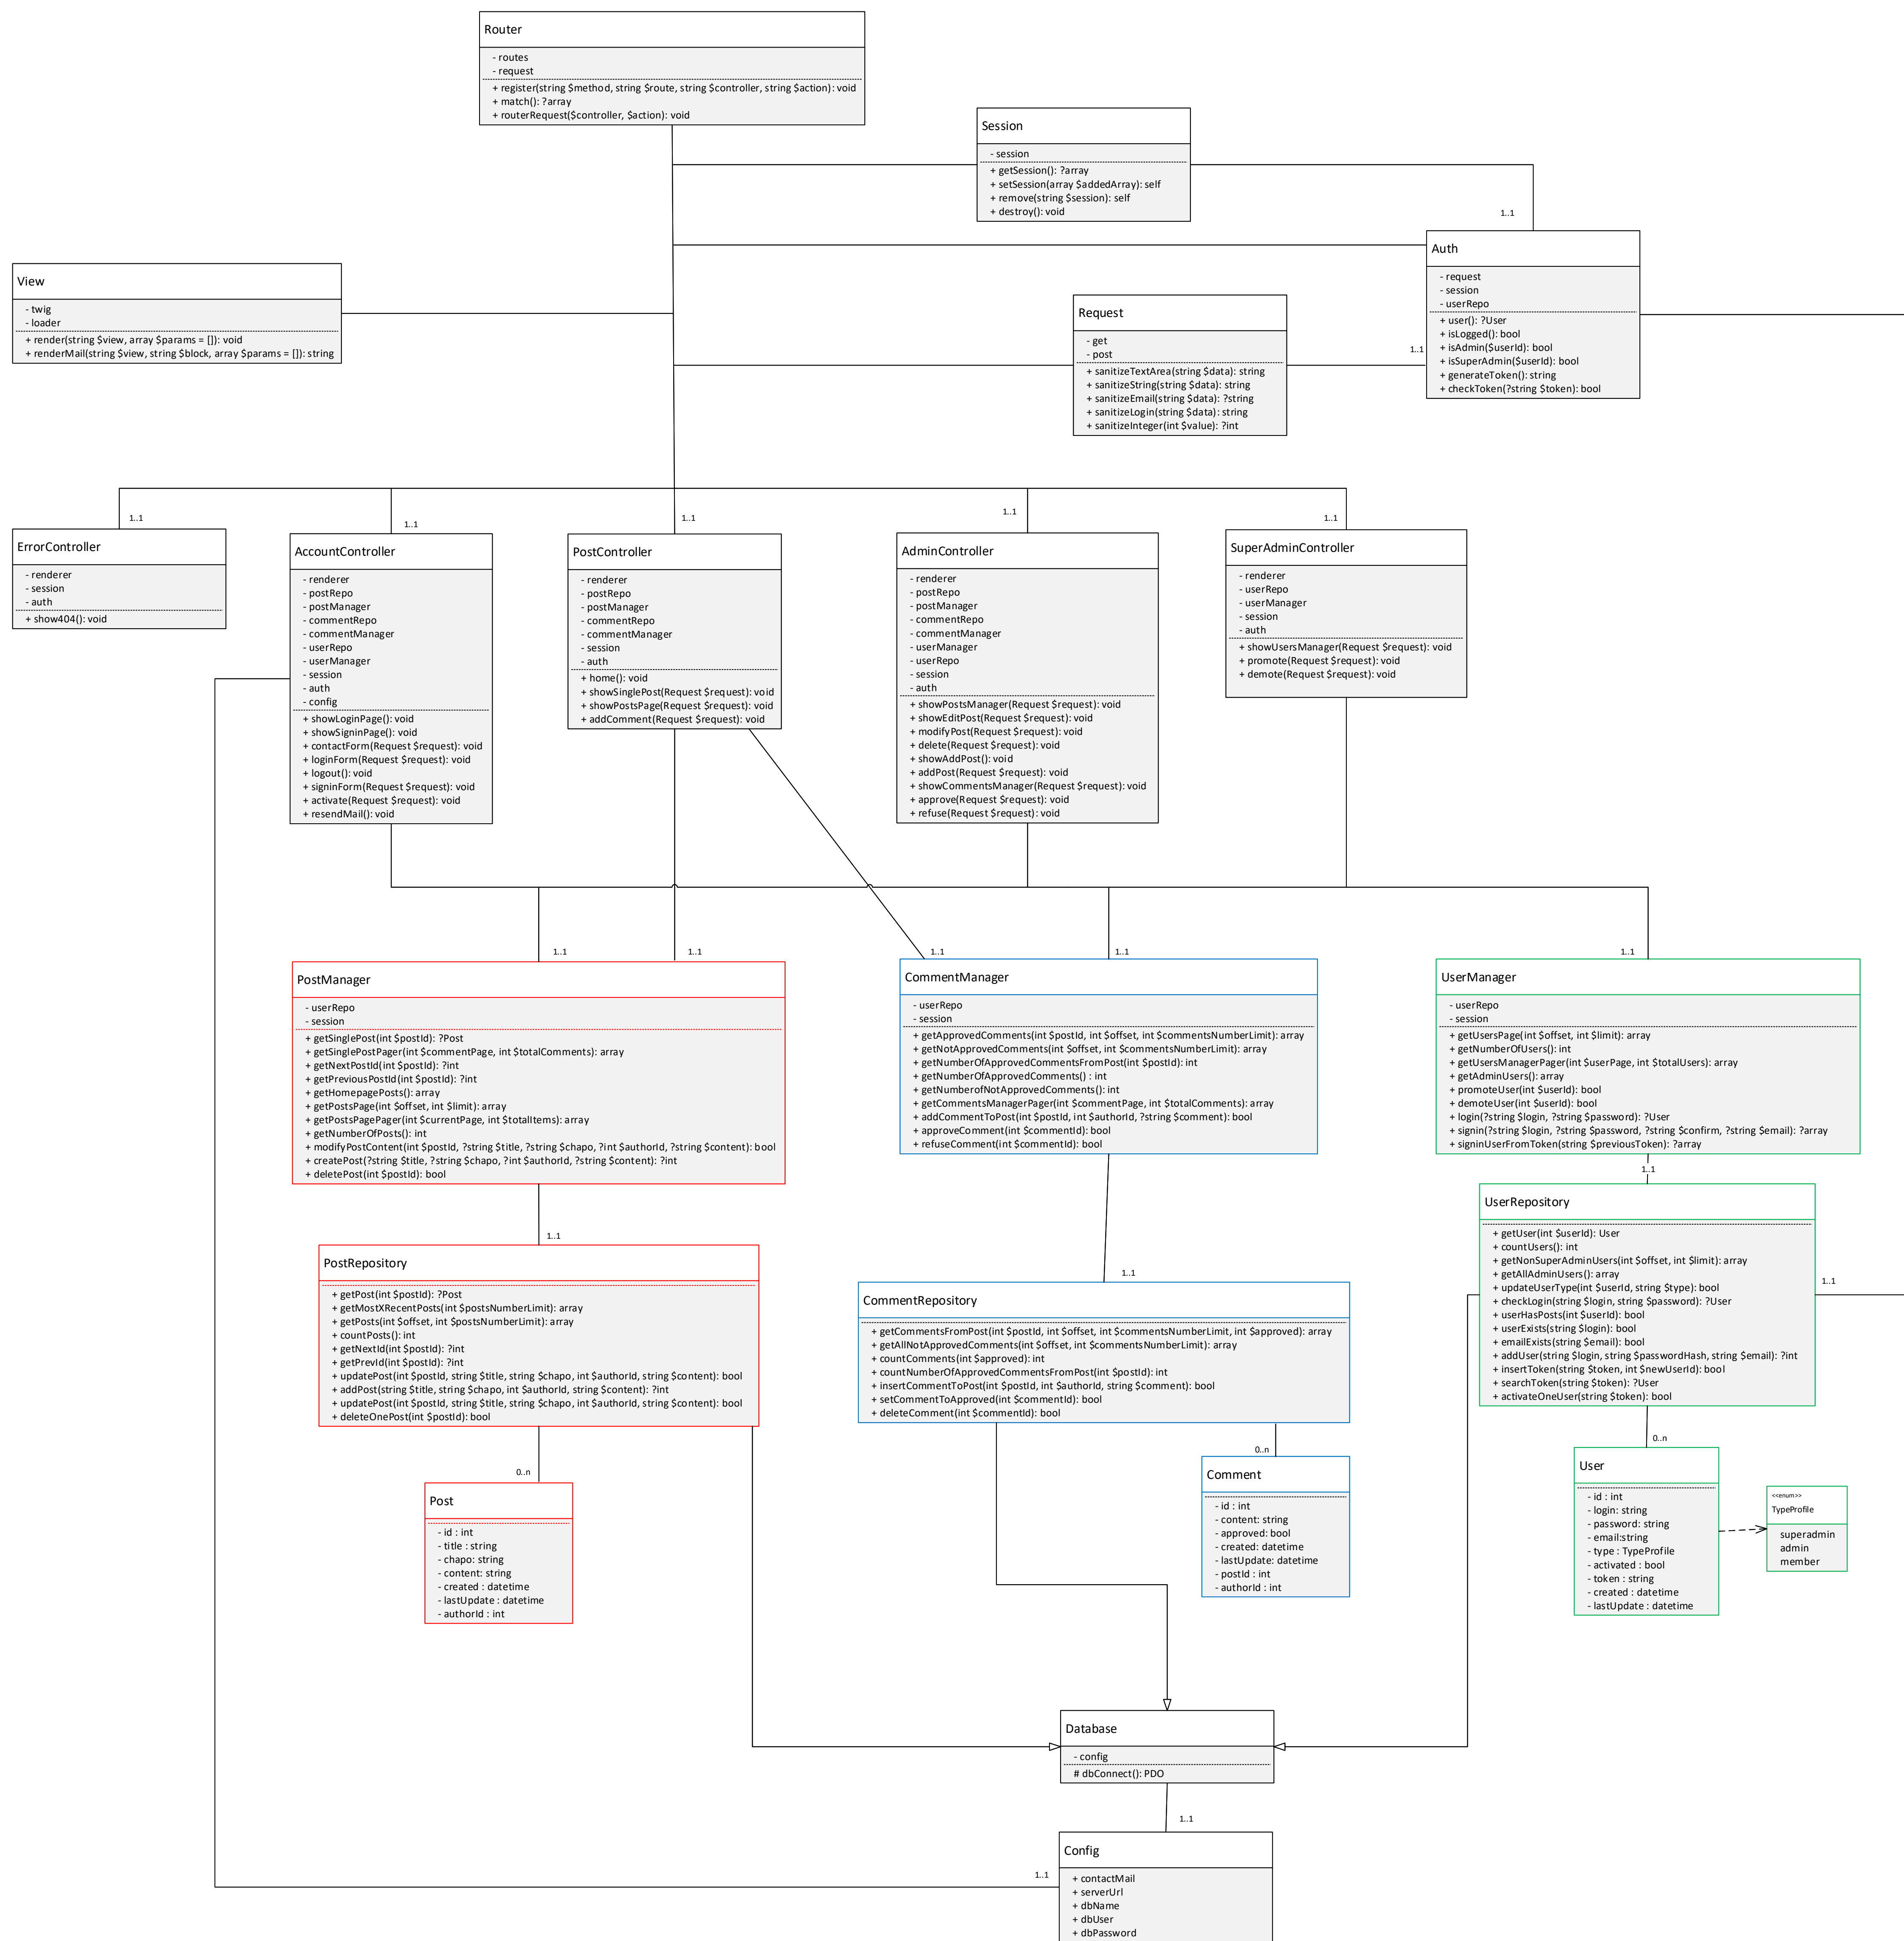 Router
- routes
- request
+ register(string $method, string $route, string $controller, string $action): void
+ match(): ?array
+ routerRequest($controller, $action): void
Session
- session
+ getSession(): ?array
+ setSession(array $addedArray): self
+ remove(string $session): self
+ destroy(): void
1..1
Auth
- request
- session
- userRepo
+ user(): ?User
+ isLogged(): bool
+ isAdmin($userId): bool
+ isSuperAdmin($userId): bool
+ generateToken(): string
+ checkToken(?string $token): bool
View
- twig
- loader
+ render(string $view, array $params = []): void
+ renderMail(string $view, string $block, array $params = []): string
Request
- get
- post
+ sanitizeTextArea(string $data): string
+ sanitizeString(string $data): string
+ sanitizeEmail(string $data): ?string
+ sanitizeLogin(string $data): string
+ sanitizeInteger(int $value): ?int
1..1
1..1
1..1
1..1
1..1
1..1
ErrorController
- renderer
- session
- auth
+ show404(): void
AccountController
- renderer
- postRepo
- postManager
- commentRepo
- commentManager
- userRepo
- userManager
- session
- auth
- config
+ showLoginPage(): void
+ showSigninPage(): void
+ contactForm(Request $request): void
+ loginForm(Request $request): void
+ logout(): void
+ signinForm(Request $request): void
+ activate(Request $request): void
+ resendMail(): void
PostController
- renderer
- postRepo
- postManager
- commentRepo
- commentManager
- session
- auth
+ home(): void
+ showSinglePost(Request $request): void
+ showPostsPage(Request $request): void
+ addComment(Request $request): void
AdminController
- renderer
- postRepo
- postManager
- commentRepo
- commentManager
- userManager
- userRepo
- session
- auth
+ showPostsManager(Request $request): void
+ showEditPost(Request $request): void
+ modifyPost(Request $request): void
+ delete(Request $request): void
+ showAddPost(): void
+ addPost(Request $request): void
+ showCommentsManager(Request $request): void
+ approve(Request $request): void
+ refuse(Request $request): void
SuperAdminController
- renderer
- userRepo
- userManager
- session
- auth
+ showUsersManager(Request $request): void
+ promote(Request $request): void
+ demote(Request $request): void
1..1
1..1
1..1
1..1
1..1
PostManager
- userRepo
- session
+ getSinglePost(int $postId): ?Post
+ getSinglePostPager(int $commentPage, int $totalComments): array
+ getNextPostId(int $postId): ?int
+ getPreviousPostId(int $postId): ?int
+ getHomepagePosts(): array
+ getPostsPage(int $offset, int $limit): array
+ getPostsPagePager(int $currentPage, int $totalItems): array
+ getNumberOfPosts(): int
+ modifyPostContent(int $postId, ?string $title, ?string $chapo, ?int $authorId, ?string $content): bool
+ createPost(?string $title, ?string $chapo, ?int $authorId, ?string $content): ?int
+ deletePost(int $postId): bool
CommentManager
- userRepo
- session
+ getApprovedComments(int $postId, int $offset, int $commentsNumberLimit): array
+ getNotApprovedComments(int $offset, int $commentsNumberLimit): array
+ getNumberOfApprovedCommentsFromPost(int $postId): int
+ getNumberOfApprovedComments() : int
+ getNumberofNotApprovedComments(): int
+ getCommentsManagerPager(int $commentPage, int $totalComments): array
+ addCommentToPost(int $postId, int $authorId, ?string $comment): bool
+ approveComment(int $commentId): bool
+ refuseComment(int $commentId): bool
UserManager
- userRepo
- session
+ getUsersPage(int $offset, int $limit): array
+ getNumberOfUsers(): int
+ getUsersManagerPager(int $userPage, int $totalUsers): array
+ getAdminUsers(): array
+ promoteUser(int $userId): bool
+ demoteUser(int $userId): bool
+ login(?string $login, ?string $password): ?User
+ signin(?string $login, ?string $password, ?string $confirm, ?string $email): ?array
+ signinUserFromToken(string $previousToken): ?array
1..1
1..1
1..1
1..1
PostRepository
+ getPost(int $postId): ?Post
+ getMostXRecentPosts(int $postsNumberLimit): array
+ getPosts(int $offset, int $postsNumberLimit): array
+ countPosts(): int
+ getNextId(int $postId): ?int
+ getPrevId(int $postId): ?int
+ updatePost(int $postId, string $title, string $chapo, int $authorId, string $content): bool
+ addPost(string $title, string $chapo, int $authorId, string $content): ?int
+ updatePost(int $postId, string $title, string $chapo, int $authorId, string $content): bool
+ deleteOnePost(int $postId): bool
CommentRepository
+ getCommentsFromPost(int $postId, int $offset, int $commentsNumberLimit, int $approved): array
+ getAllNotApprovedComments(int $offset, int $commentsNumberLimit): array
+ countComments(int $approved): int
+ countNumberOfApprovedCommentsFromPost(int $postId): int
+ insertCommentToPost(int $postId, int $authorId, string $comment): bool
+ setCommentToApproved(int $commentId): bool
+ deleteComment(int $commentId): bool
UserRepository
+ getUser(int $userId): User
+ countUsers(): int
+ getNonSuperAdminUsers(int $offset, int $limit): array
+ getAllAdminUsers(): array
+ updateUserType(int $userId, string $type): bool
+ checkLogin(string $login, string $password): ?User
+ userHasPosts(int $userId): bool
+ userExists(string $login): bool
+ emailExists(string $email): bool
+ addUser(string $login, string $passwordHash, string $email): ?int
+ insertToken(string $token, int $newUserId): bool
+ searchToken(string $token): ?User
+ activateOneUser(string $token): bool
0..n
0..n
0..n
Post
- id : int
- title : string
- chapo: string
- content: string
- created : datetime
- lastUpdate : datetime
- authorId : int
Comment
- id : int
- content: string
- approved: bool
- created: datetime
- lastUpdate: datetime
- postId : int
- authorId : int
User
- id : int
- login: string
- password: string
- email:string
- type : TypeProfile
- activated : bool
- token : string
- created : datetime
- lastUpdate : datetime
<<enum>>
TypeProfile
superadmin
admin
member
Database
- config
# dbConnect(): PDO
1..1
1..1
Config
+ contactMail
+ serverUrl
+ dbName
+ dbUser
+ dbPassword